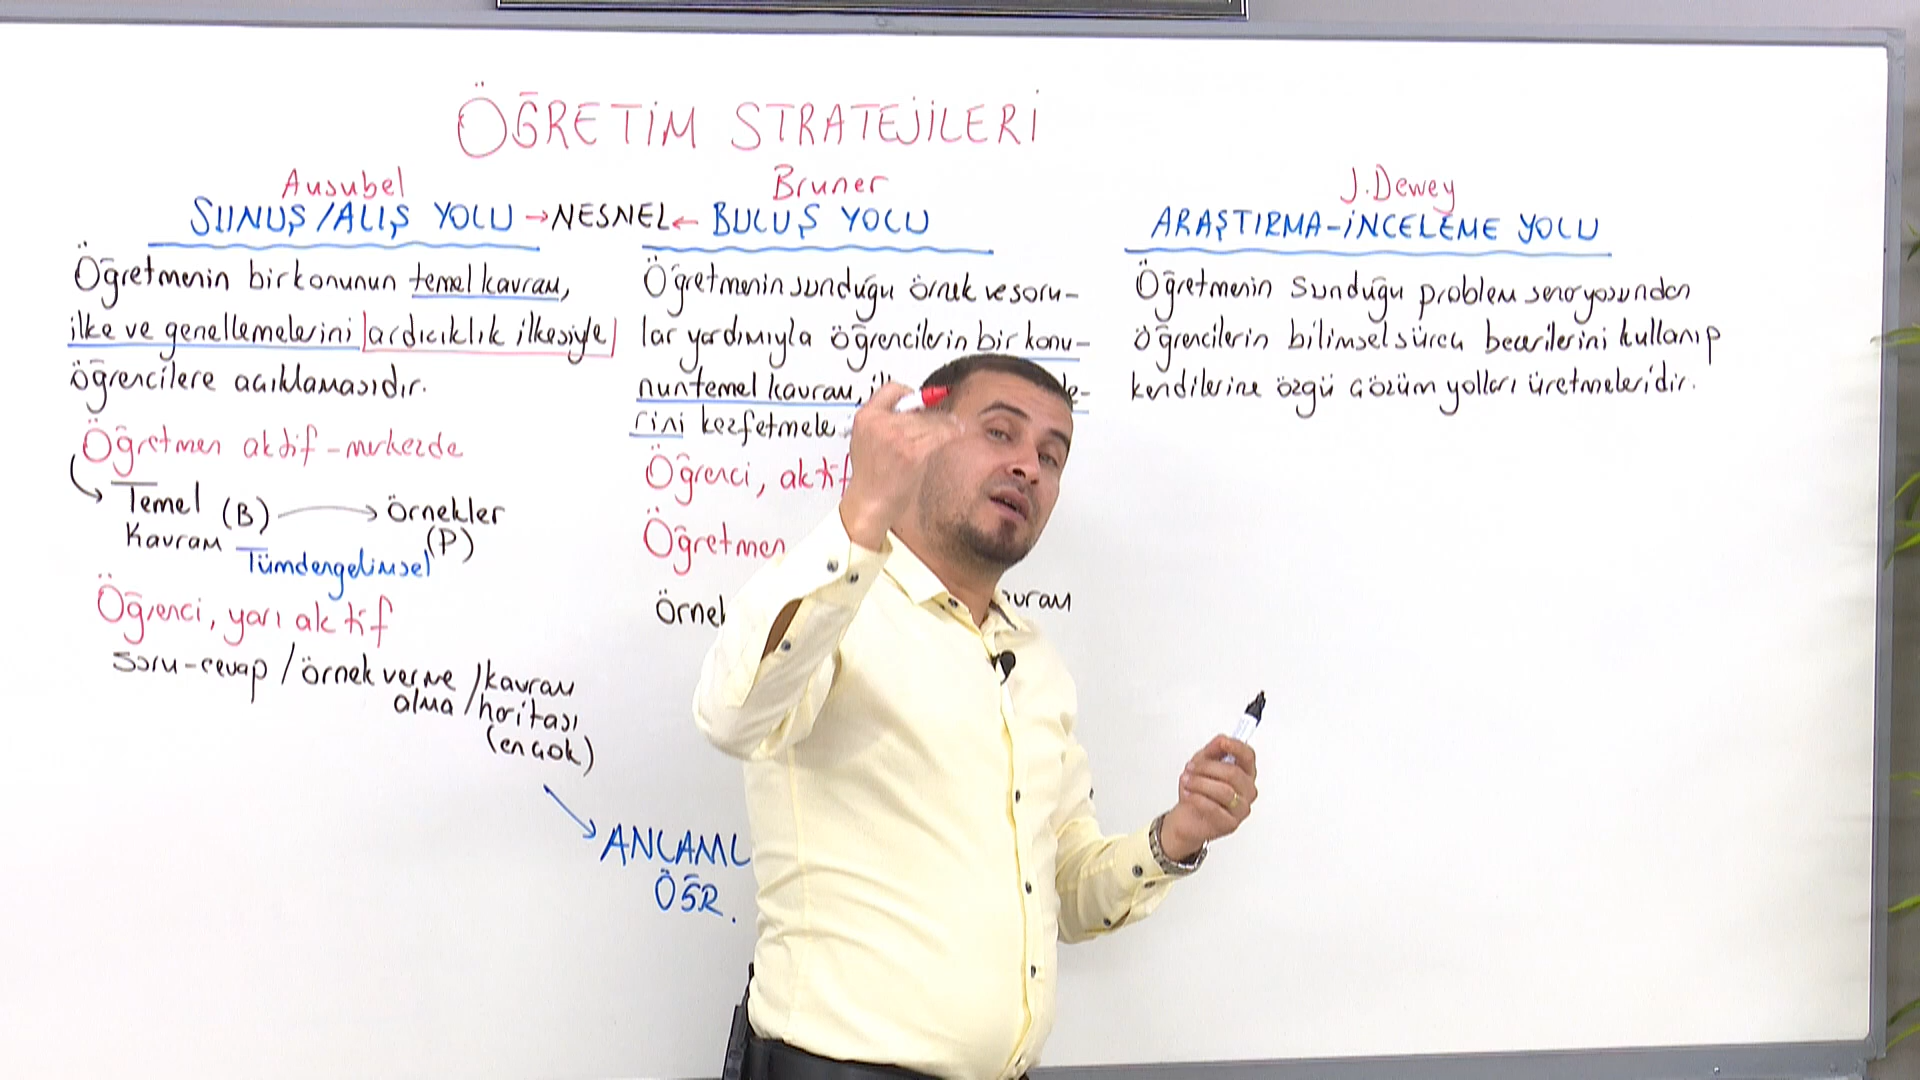 ÖĞRETİM STRATEJİLERİ
Ausubel
SUNUŞ/ALIŞ YOLU → NESNEL ←
Öğretmenin bir konunun temel kavram,
ilke ve genellemelerini ardıcıklık ilkesiyle
öğrencilere açıklamasıdır.
Öğretmen aktif - merkezde
Temel (B) → Örnekler
Kavram (P)
Tümdengelimsel
Öğrenci, yarı aktif
soru-cevap / örnek verme / kavram
alma / haritası
(en çok)
ANLAML
ÖĞR.
Bruner
BULUŞ YOLU
Öğretmenin sunduğu örnek ve soru-
lar yardımıyla öğrencilerin bir konu-
nun temel kavram,
rini kezfetmele
Öğrenci, aktif
Öğretmen
J. Dewey
ARAŞTIRMA-İNCELEME YOLU
Öğretmenin sunduğu problem senaryosundan
öğrencilerin bilimsel süreç becerilerini kullanıp
kendilerine özgü çözüm yolları üretmeleridir.